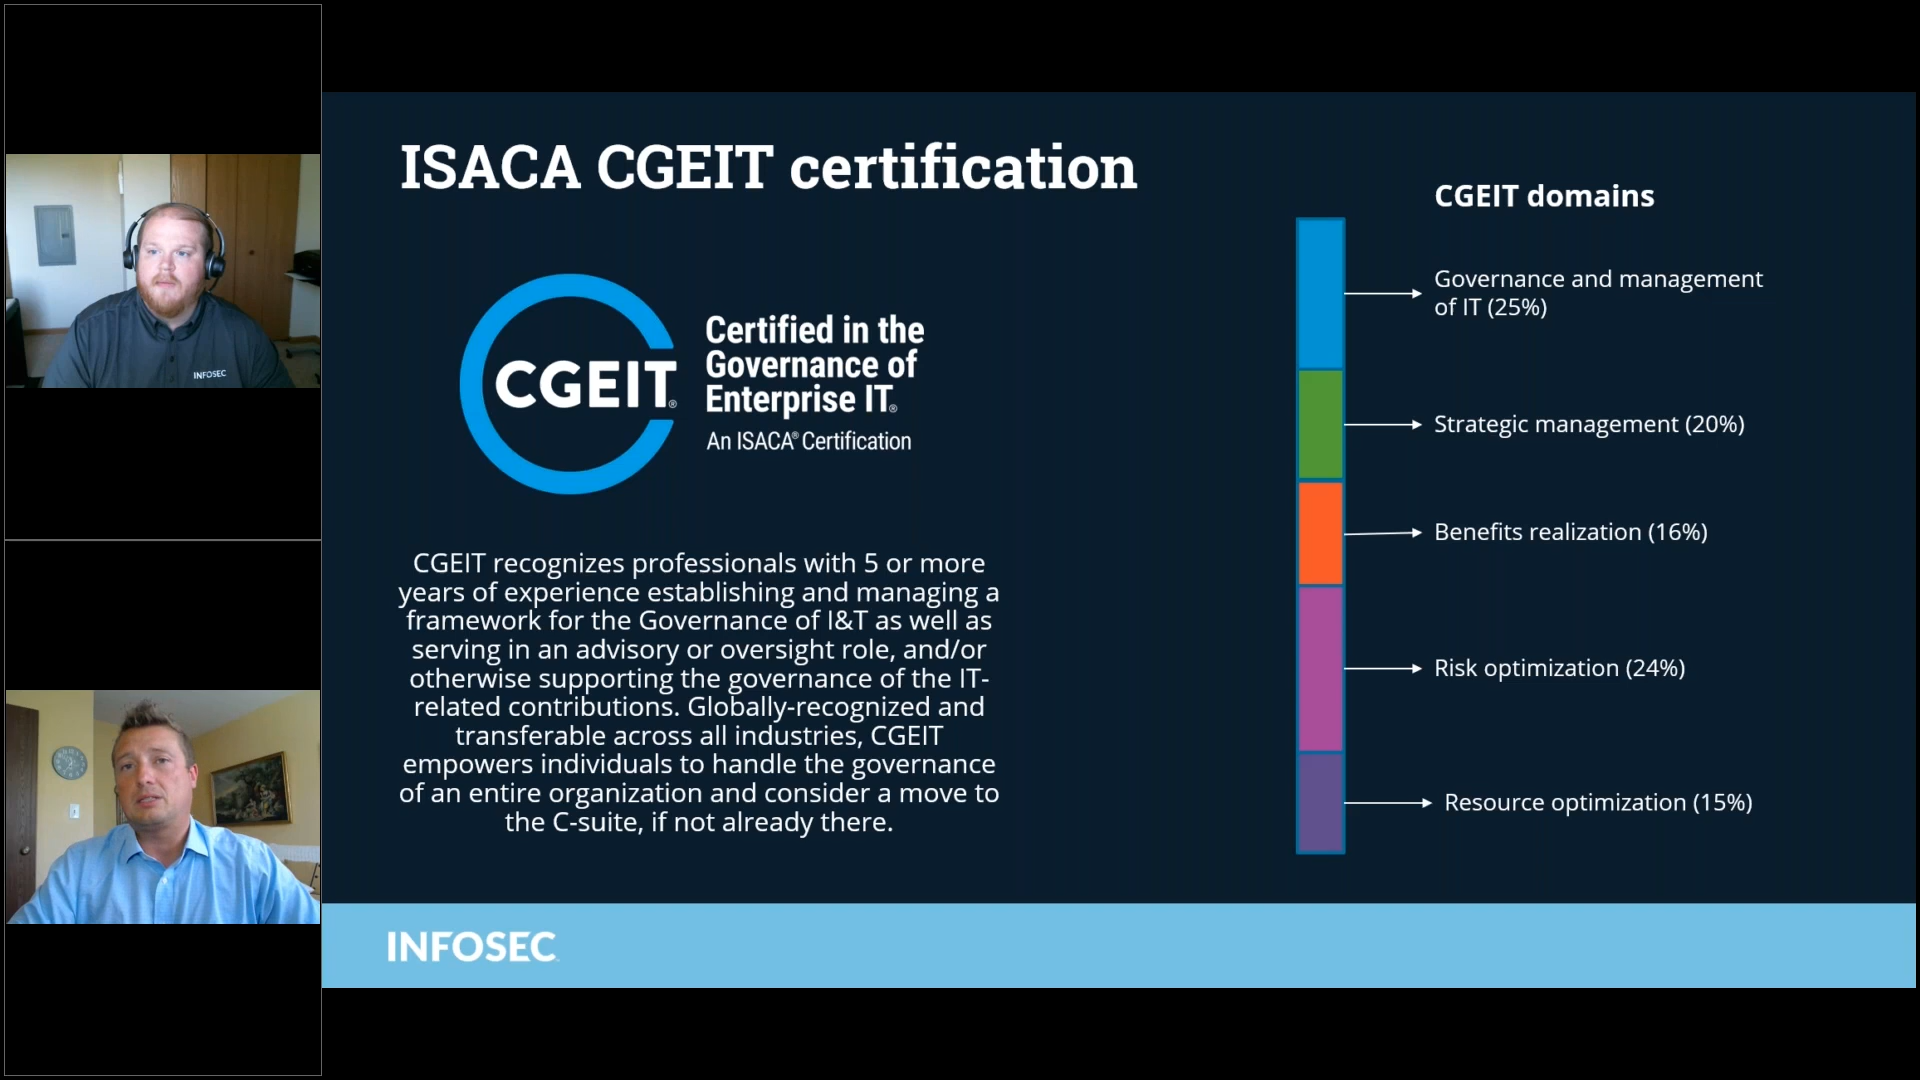 ISACA CGEIT certification
CGEIT®
Certified in the
Governance of
Enterprise IT®
An ISACA® Certification
CGEIT recognizes professionals with 5 or more
years of experience establishing and managing a
framework for the Governance of I&T as well as
serving in an advisory or oversight role, and/or
otherwise supporting the governance of the IT-
related contributions. Globally-recognized and
transferable across all industries, CGEIT
empowers individuals to handle the governance
of an entire organization and consider a move to
the C-suite, if not already there.
CGEIT domains
Governance and management
of IT (25%)
Strategic management (20%)
Benefits realization (16%)
Risk optimization (24%)
Resource optimization (15%)
INFOSEC
INFOSEC